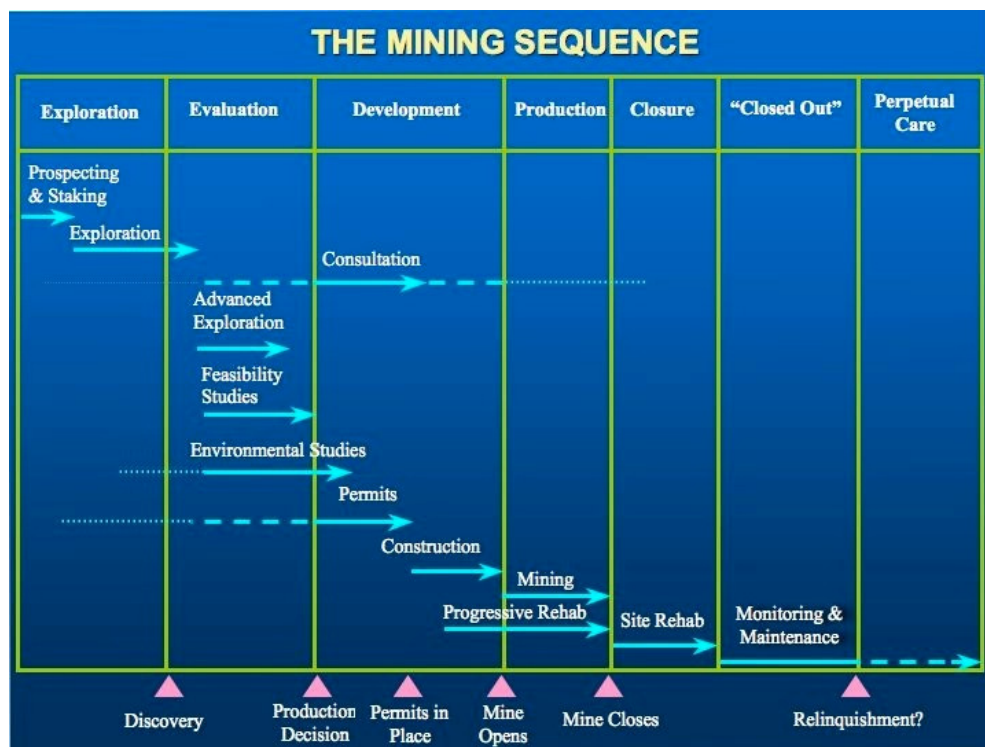 THE MINING SEQUENCE
Exploration
Evaluation
Development
Production
Closure
“Closed Out”
Perpetual
Care
Prospecting
& Staking
Exploration
Consultation
Advanced
Exploration
Feasibility
Studies
Environmental Studies
Permits
Construction
Mining
Progressive Rehab
Site Rehab
Monitoring &
Maintenance
Discovery
Production
Decision
Permits in
Place
Mine
Opens
Mine Closes
Relinquishment?